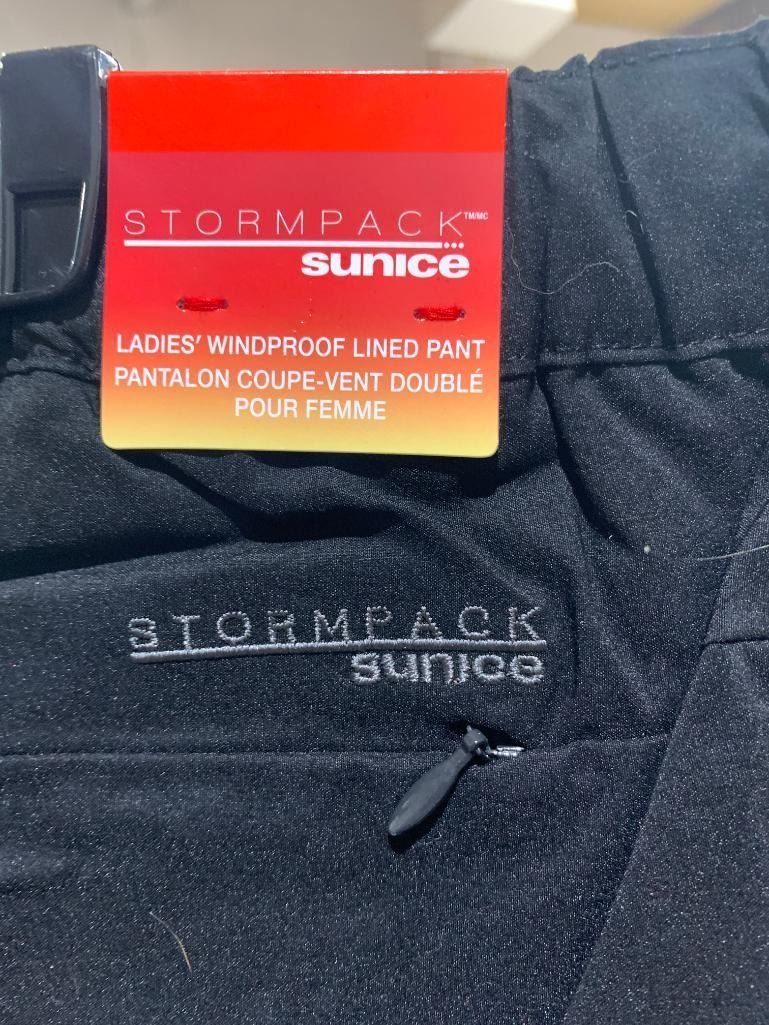 STORMPACK™/MC
sunice
LADIES' WINDPROOF LINED PANT
PANTALON COUPE-VENT DOUBLÉ
POUR FEMME
STORMPACK
sunice